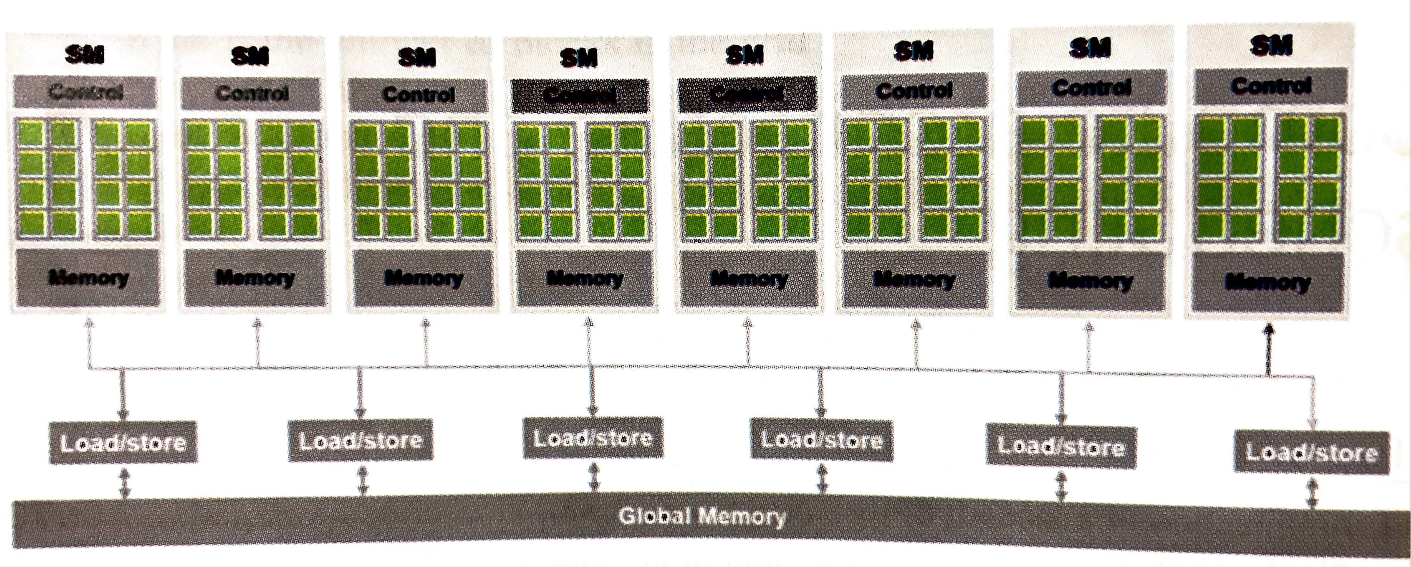 SM SM SM SM SM SM SM SM
Control Control Control Control Control Control Control Control
Memory Memory Memory Memory Memory Memory Memory Memory
Load/store Load/store Load/store Load/store Load/store Load/store
Global Memory